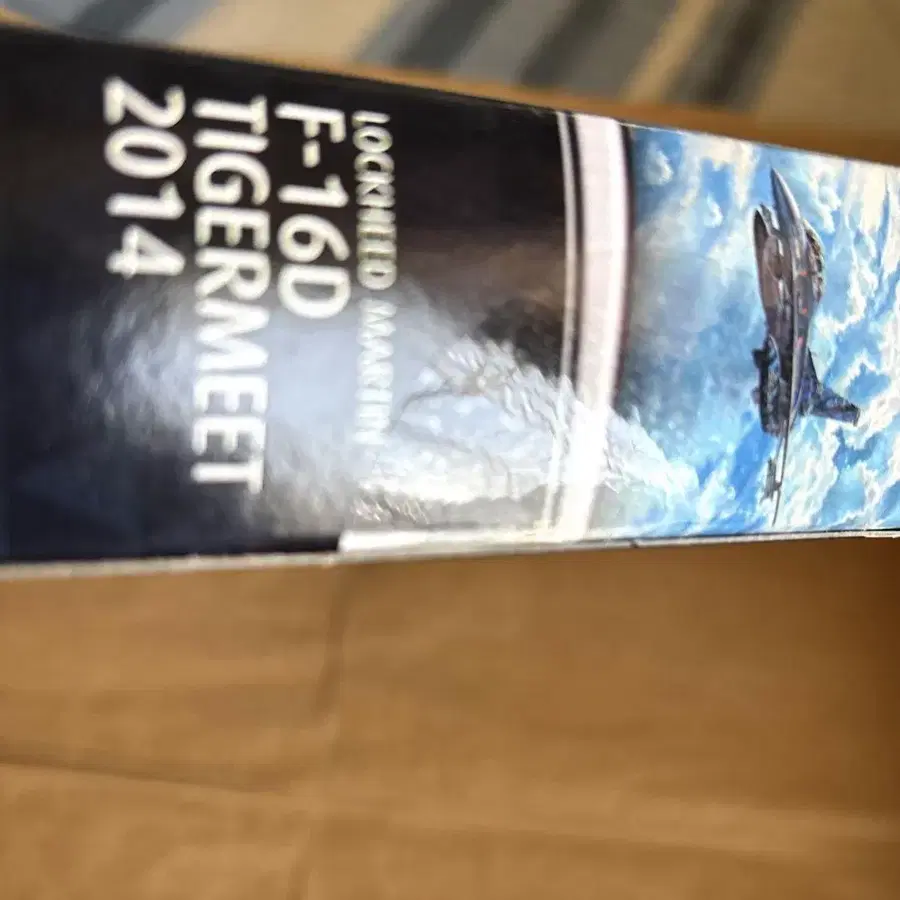 LOCKHEED MARTIN
F-16D
TIGERMEET
2014